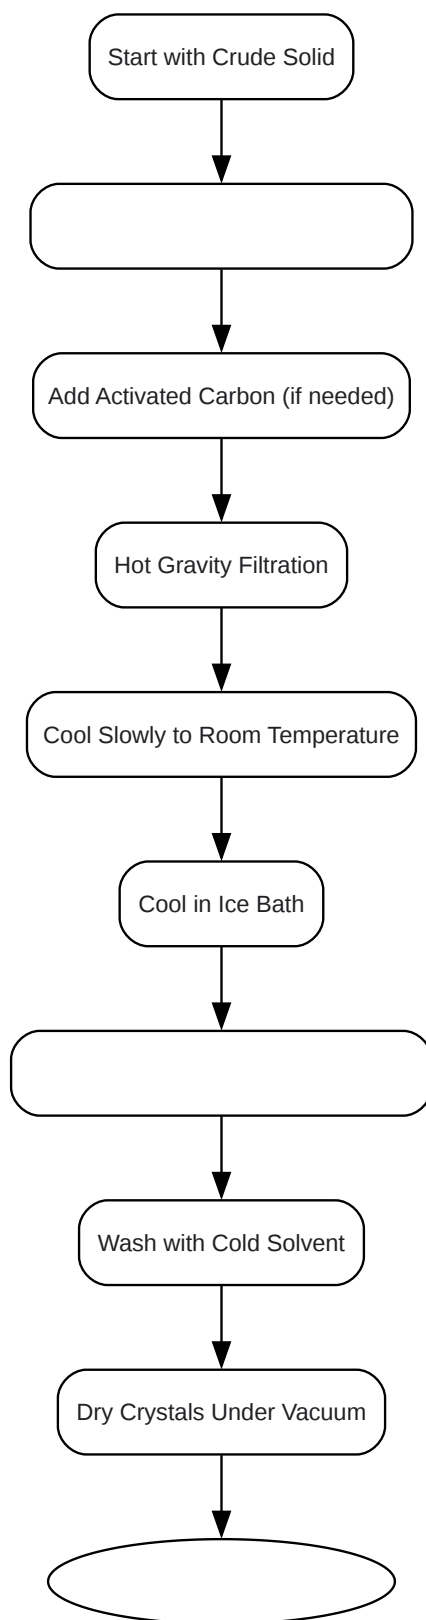 Start with Crude Solid
Add Activated Carbon (if needed)
Hot Gravity Filtration
Cool Slowly to Room Temperature
Cool in Ice Bath
Wash with Cold Solvent
Dry Crystals Under Vacuum